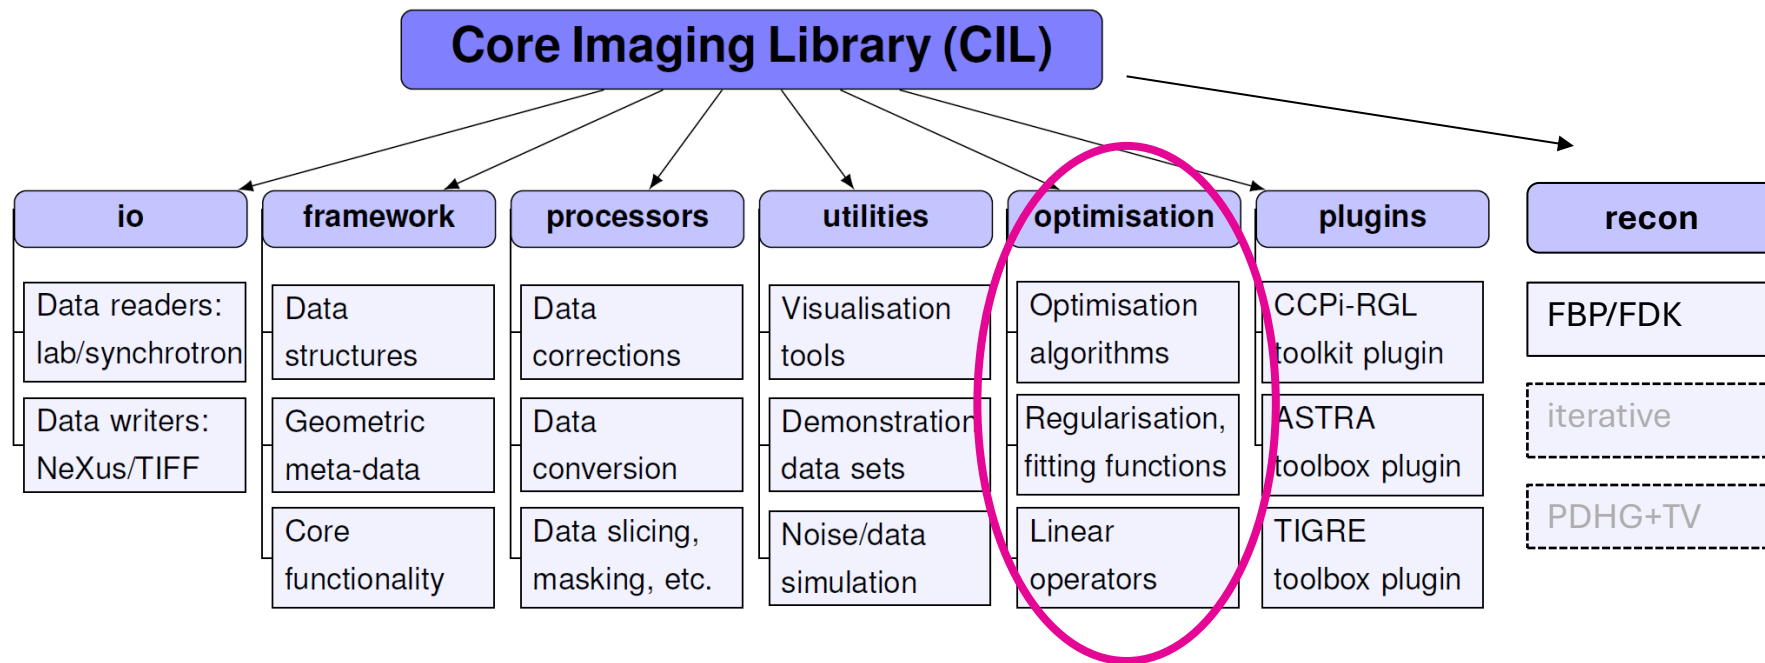 Core Imaging Library (CIL)
io
Data readers:
lab/synchrotron
Data writers:
NeXus/TIFF
framework
Data
structures
Geometric
meta-data
Core
functionality
processors
Data
corrections
Data
conversion
Data slicing,
masking, etc.
utilities
Visualisation
tools
Demonstration
data sets
Noise/data
simulation
optimisation
Optimisation
algorithms
Regularisation,
fitting functions
Linear
operators
plugins
CCPi-RGL
toolkit plugin
ASTRA
toolbox plugin
TIGRE
toolbox plugin
recon
FBP/FDK
iterative
PDHG+TV